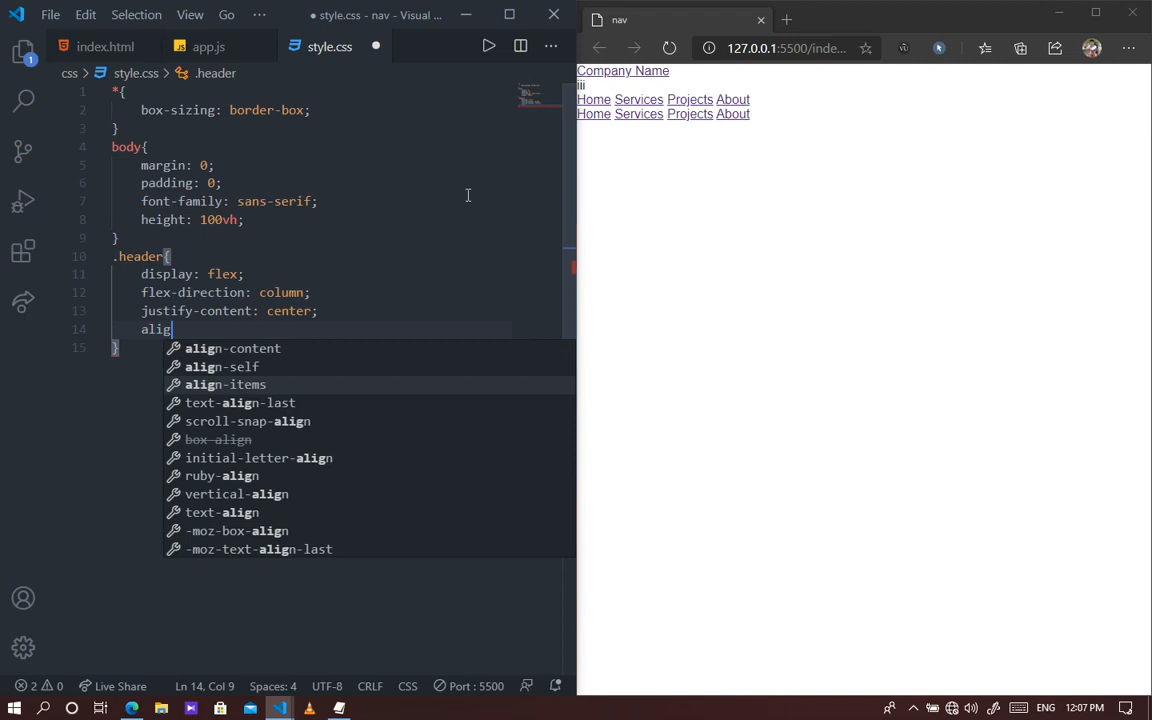 File Edit Selection View Go ··· ● style.css - nav - Visual ...
index.html app.js style.css ●
css > style.css > .header
1 *{
2 box-sizing: border-box;
3 }
4 body{
5 margin: 0;
6 padding: 0;
7 font-family: sans-serif;
8 height: 100vh;
9 }
10 .header{
11 display: flex;
12 flex-direction: column;
13 justify-content: center;
14 alig
15 }
align-content
align-self
align-items
text-align-last
scroll-snap-align
box-align
initial-letter-align
ruby-align
vertical-align
text-align
-moz-box-align
-moz-text-align-last
1
2 0 Live Share Ln 14, Col 9 Spaces: 4 UTF-8 CRLF CSS Port : 5500
nav
127.0.0.1:5500/inde...
Company Name
iii
Home Services Projects About
Home Services Projects About
ENG 12:07 PM